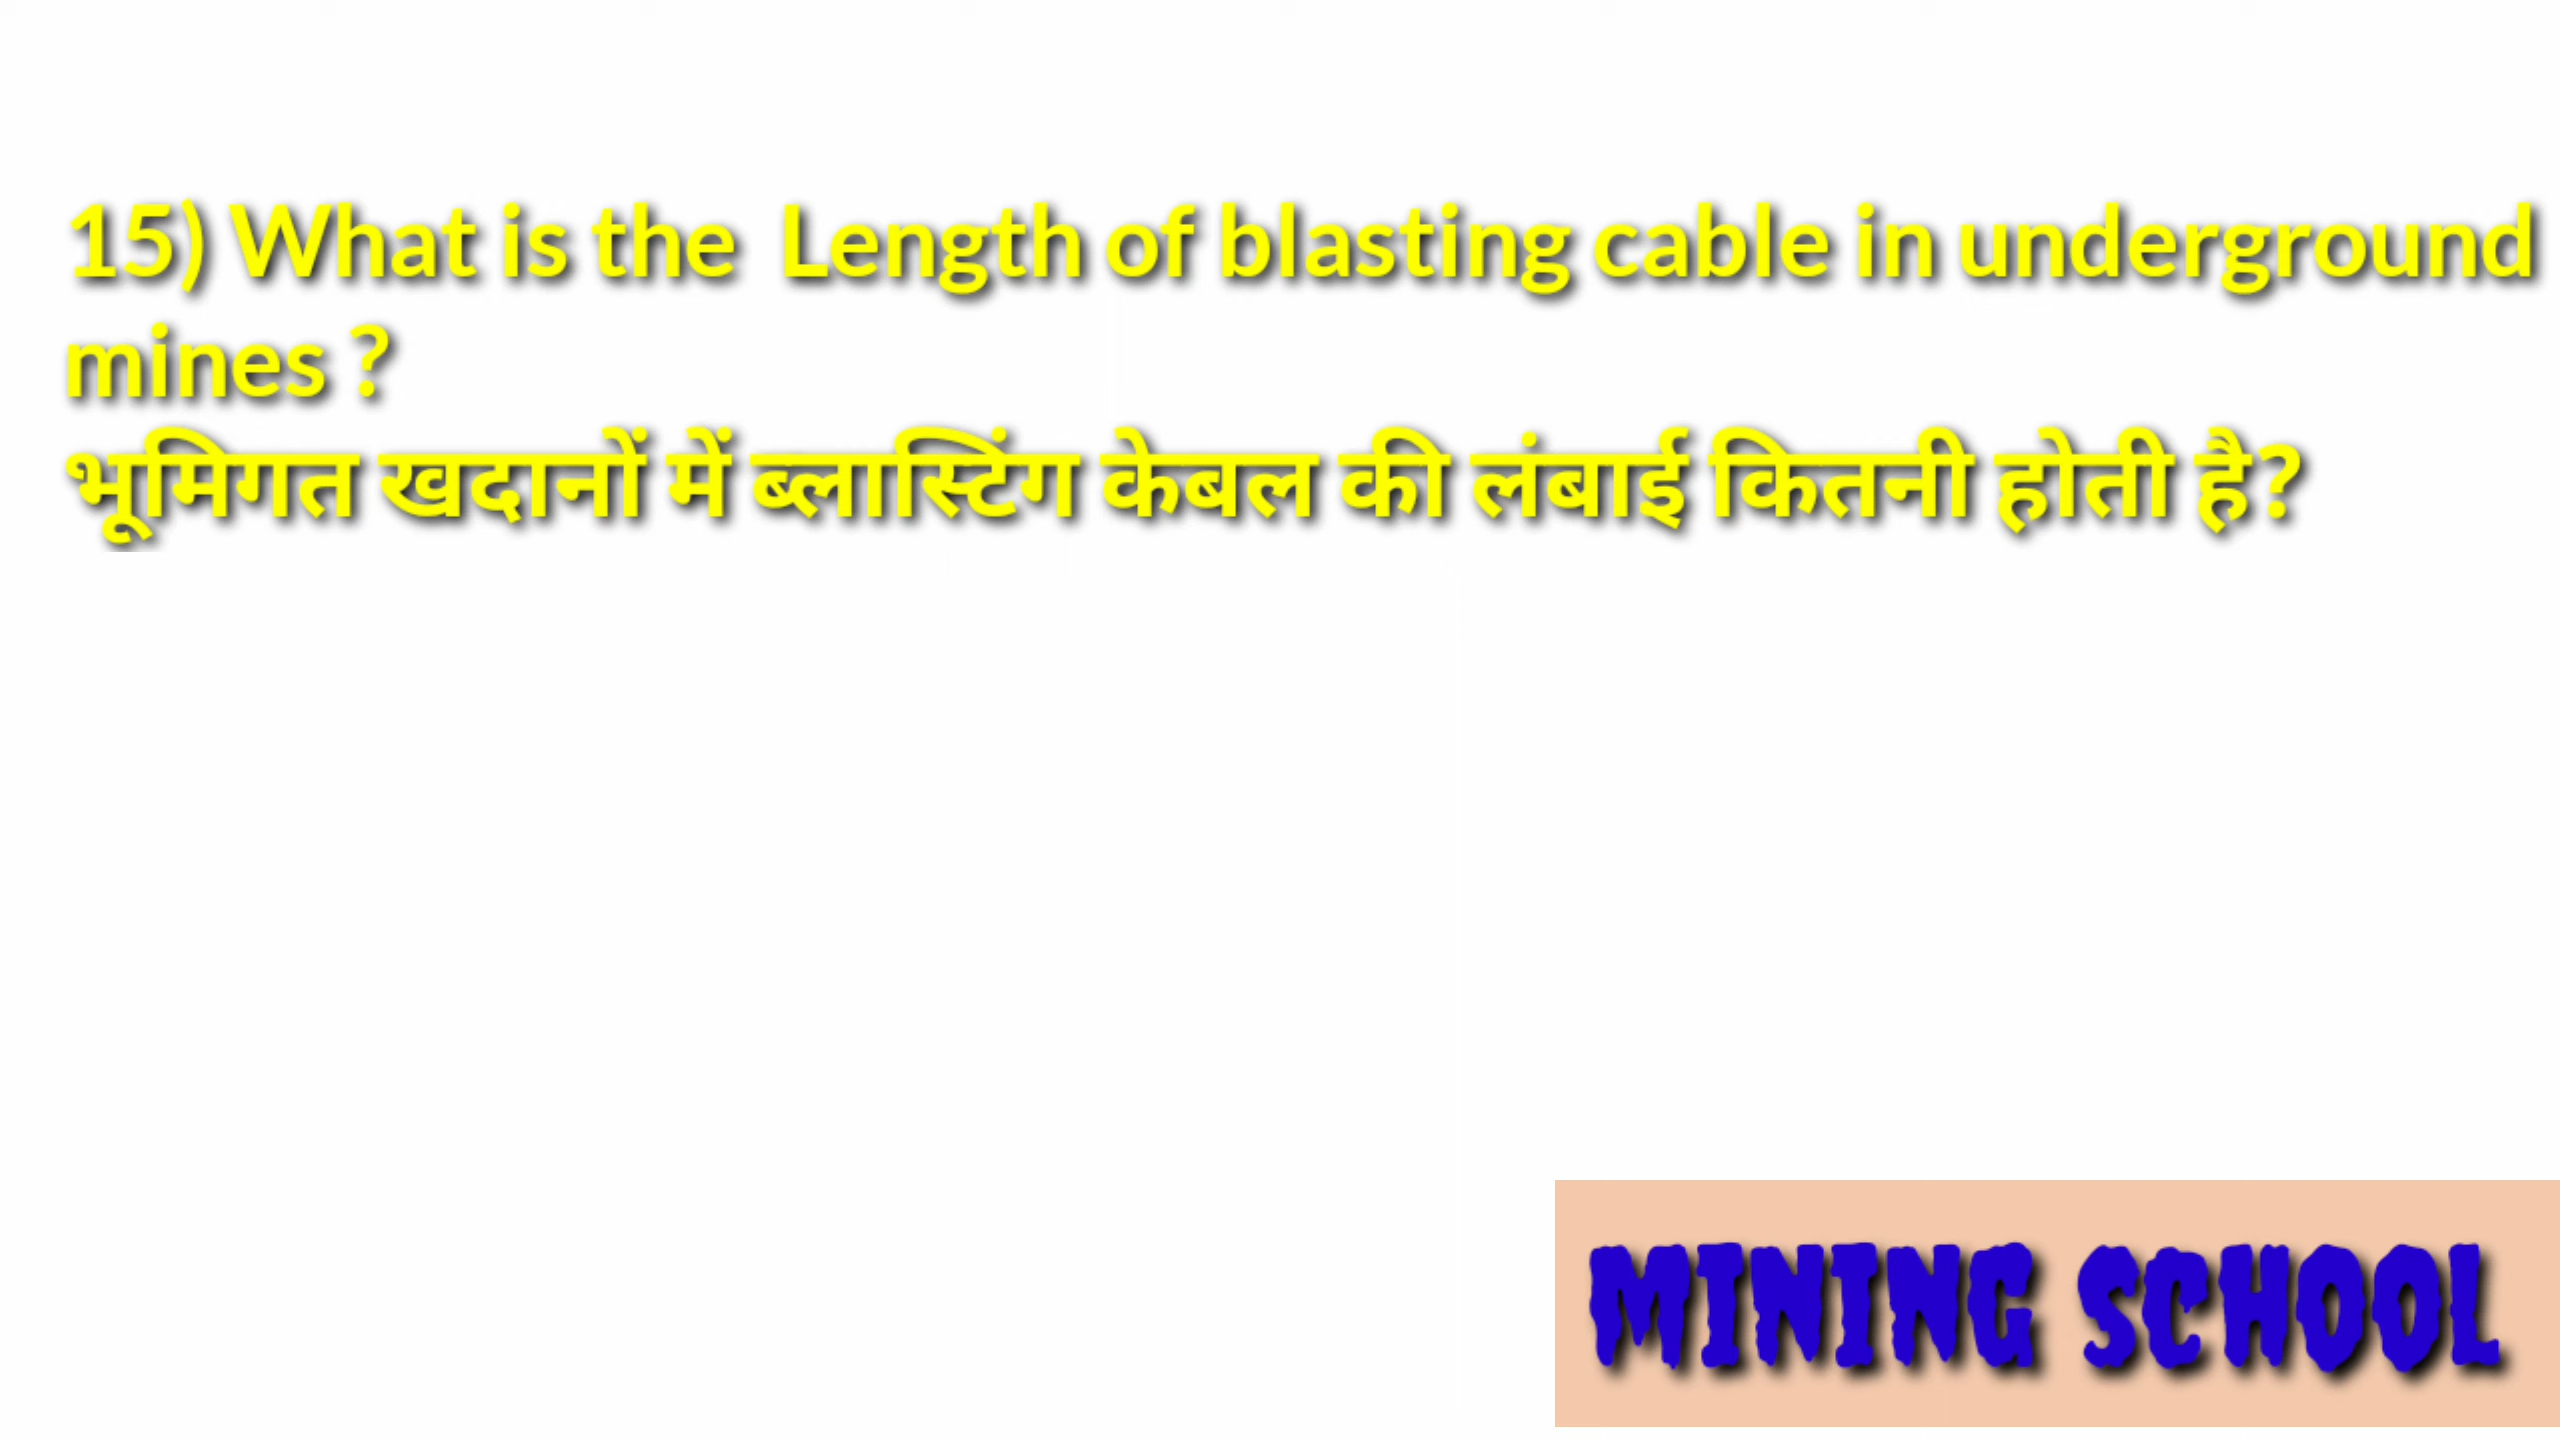 15) What is the  Length of blasting cable in underground
mines ?
भूमिगत खदानों में ब्लास्टिंग केबल की लंबाई कितनी होती है?
MINING SCHOOL